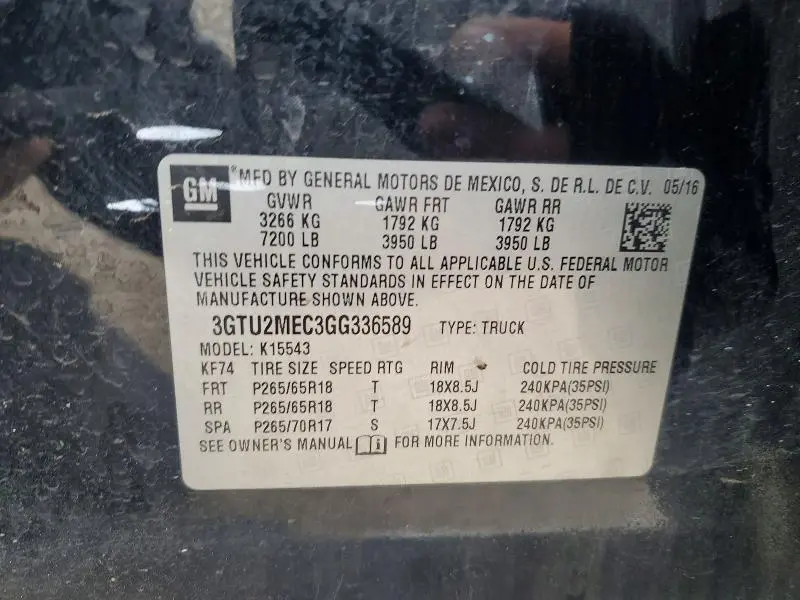 GM *MFD BY GENERAL MOTORS DE MEXICO, S. DE R.L. DE C.V. 05/16
GVWR GAWR FRT GAWR RR
3266 KG 1792 KG 1792 KG
7200 LB 3950 LB 3950 LB
THIS VEHICLE CONFORMS TO ALL APPLICABLE U.S. FEDERAL MOTOR
VEHICLE SAFETY STANDARDS IN EFFECT ON THE DATE OF
MANUFACTURE SHOWN ABOVE.
3GTU2MEC3GG336589 TYPE: TRUCK
MODEL: K15543
KF74 TIRE SIZE SPEED RTG RIM COLD TIRE PRESSURE
FRT P265/65R18 T 18X8.5J 240KPA(35PSI)
RR P265/65R18 T 18X8.5J 240KPA(35PSI)
SPA P265/70R17 S 17X7.5J 240KPA(35PSI)
SEE OWNER'S MANUAL FOR MORE INFORMATION.